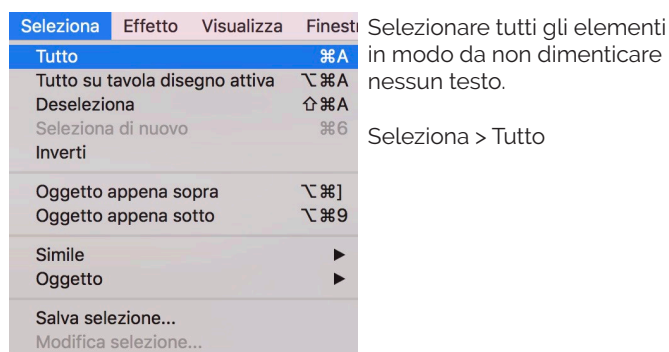 Seleziona Effetto Visualizza Finest
Tutto ⌘A
Tutto su tavola disegno attiva ⌥⌘A
Deseleziona ⇧⌘A
Seleziona di nuovo ⌘6
Inverti
Oggetto appena sopra ⌥⌘]
Oggetto appena sotto ⌥⌘9
Simile ▶
Oggetto ▶
Salva selezione...
Modifica selezione...
Selezionare tutti gli elementi
in modo da non dimenticare
nessun testo.
Seleziona > Tutto